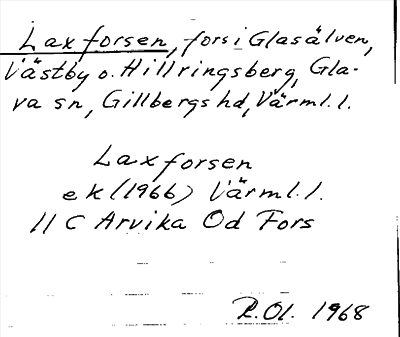 Laxforsen, fors i Glasälven,
Västby o. Hillringsberg, Gla-
va sn, Gillbergs hd, Värml. l.
Laxforsen
ek (1966) Värml. l.
11 C Arvika Od Fors
R. Ol. 1968